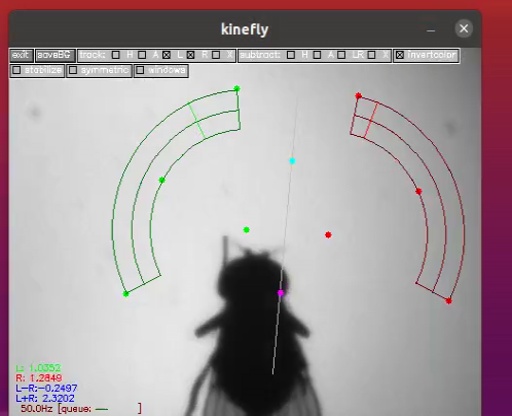 kinefly
exit saveBG track: H A L R X subtract: H A LR X invertcolor
stabilize symmetric windows
L: 1.0352
R: 1.2849
L-R:-0.2497
L+R: 2.3202
50.0Hz [queue: — ]